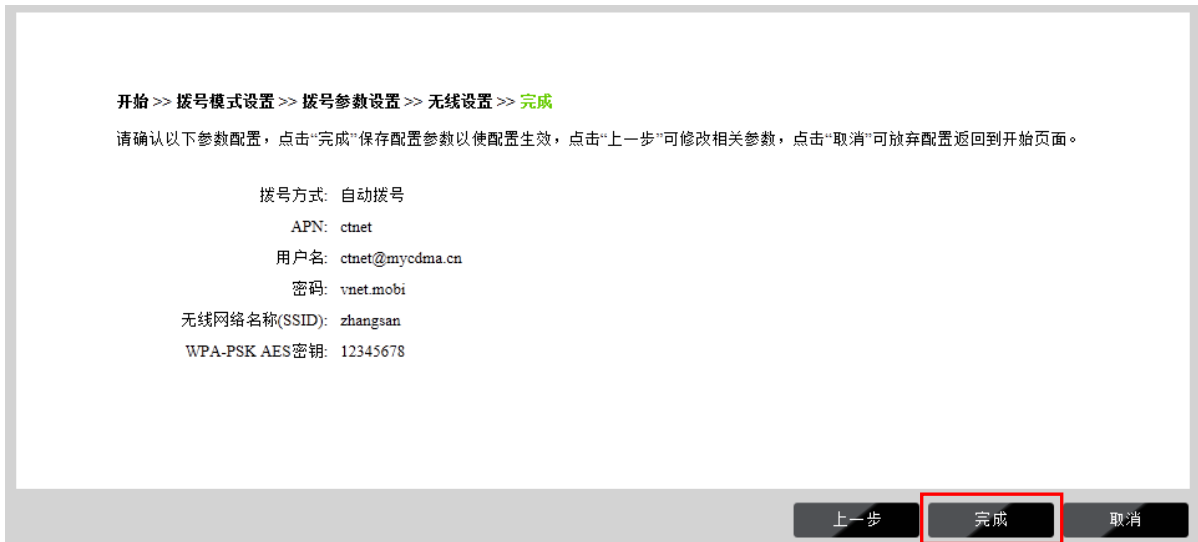 开始 >> 拨号模式设置 >> 拨号参数设置 >> 无线设置 >> 完成
请确认以下参数配置，点击“完成”保存配置参数以使配置生效，点击“上一步”可修改相关参数，点击“取消”可放弃配置返回到开始页面。
拨号方式: 自动拨号
APN: ctnet
用户名: ctnet@mycdma.cn
密码: vnet.mobi
无线网络名称(SSID): zhangsan
WPA-PSK AES密钥: 12345678
上一步 完成 取消